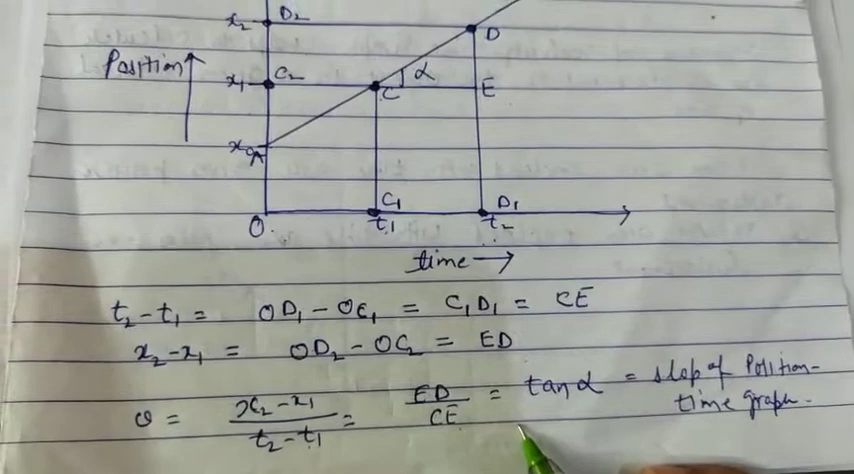 x₂ D₂ D
Position x₁ C₂ C α E
x₀ A
C₁ D₁
O t₁ t₂
time →
t₂-t₁ = OD₁ - OC₁ = C₁D₁ = CE
x₂-x₁ = OD₂ - OC₂ = ED
v = x₂-x₁ / t₂-t₁ = ED / CE = tan α = slop of Position-
time graph.